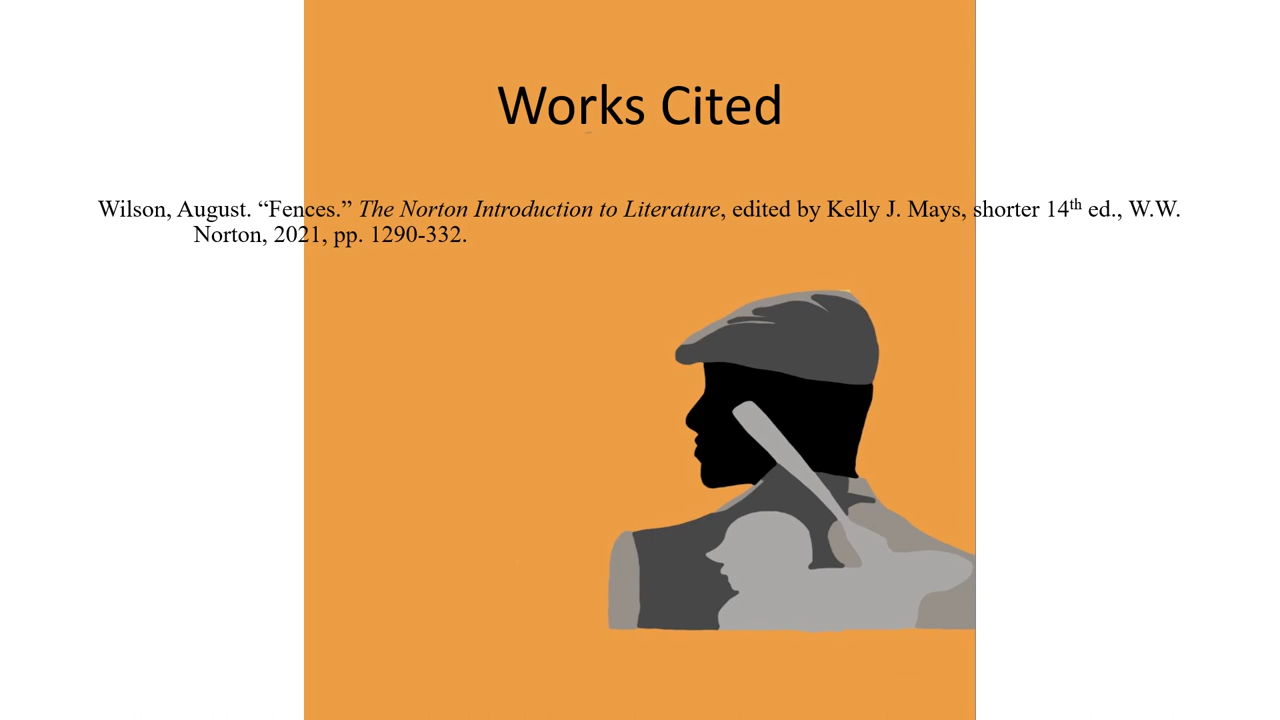 Works Cited
Wilson, August. “Fences.” The Norton Introduction to Literature, edited by Kelly J. Mays, shorter 14th ed., W.W.
Norton, 2021, pp. 1290-332.